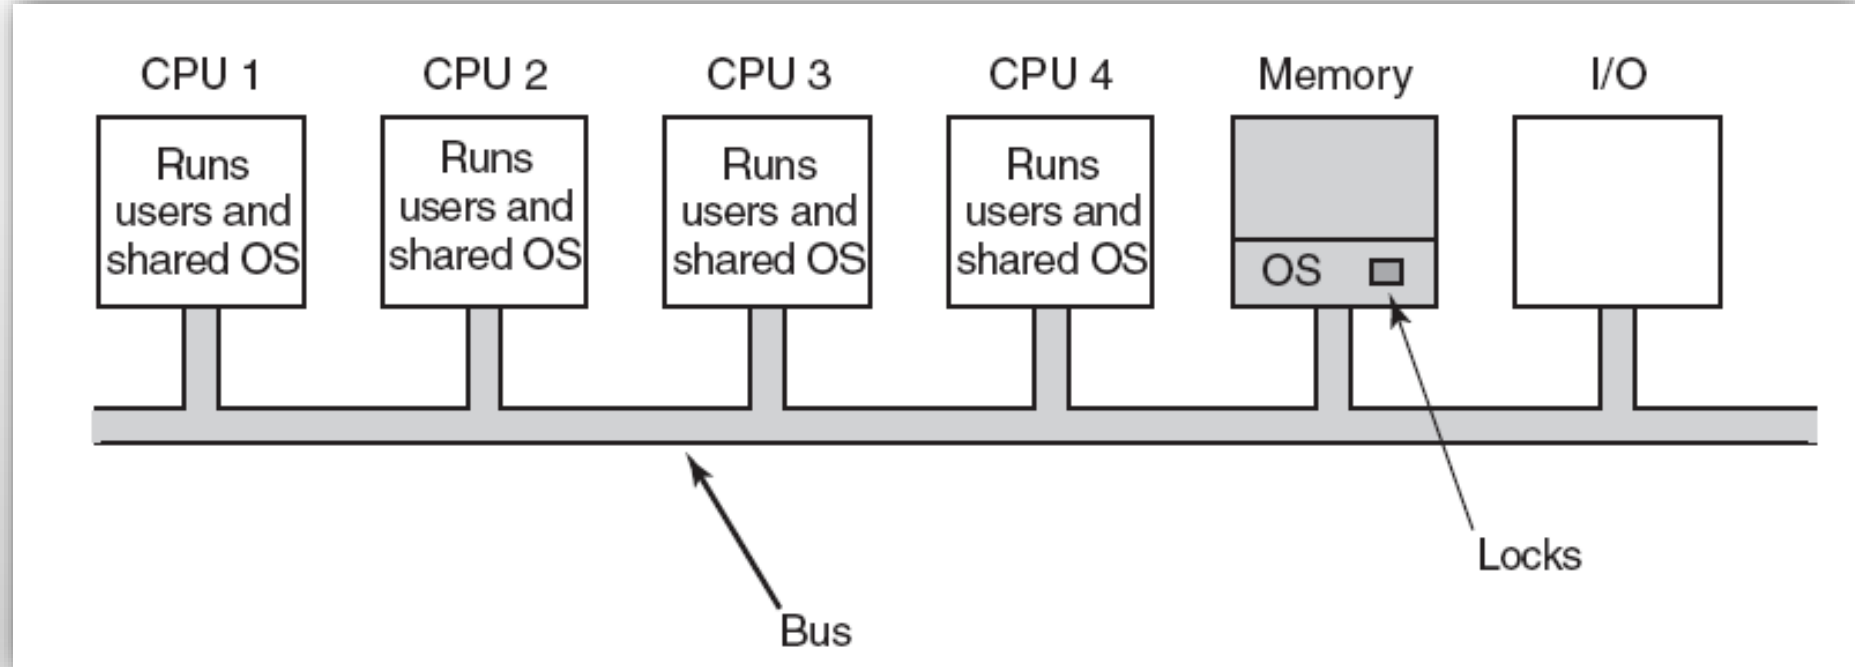 CPU 1
CPU 2
CPU 3
CPU 4
Memory
I/O
Runs
users and
shared OS
Runs
users and
shared OS
Runs
users and
shared OS
Runs
users and
shared OS
OS
Locks
Bus